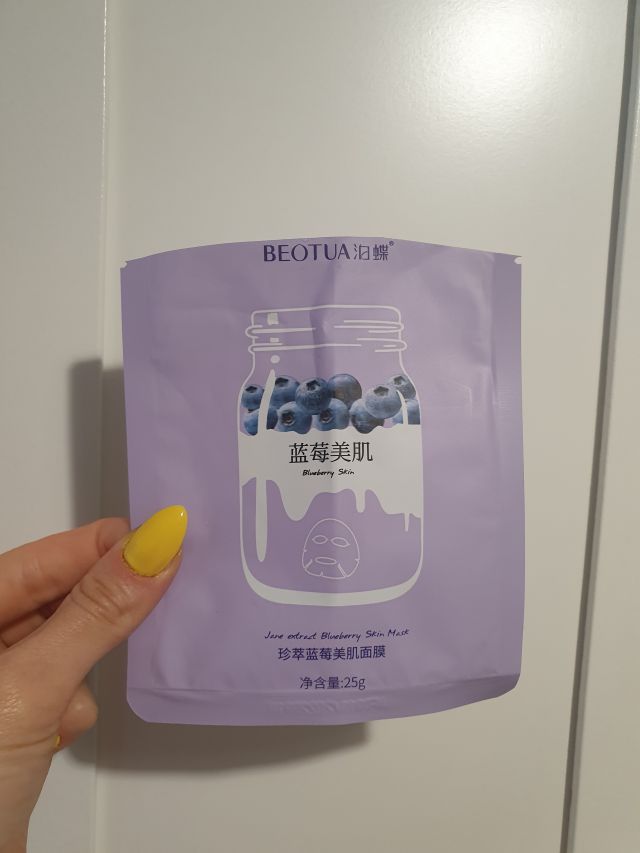 BEOTUA泊蝶®
蓝莓美肌
Blueberry Skin
Jane extract Blueberry Skin Mask
珍萃蓝莓美肌面膜
净含量:25g